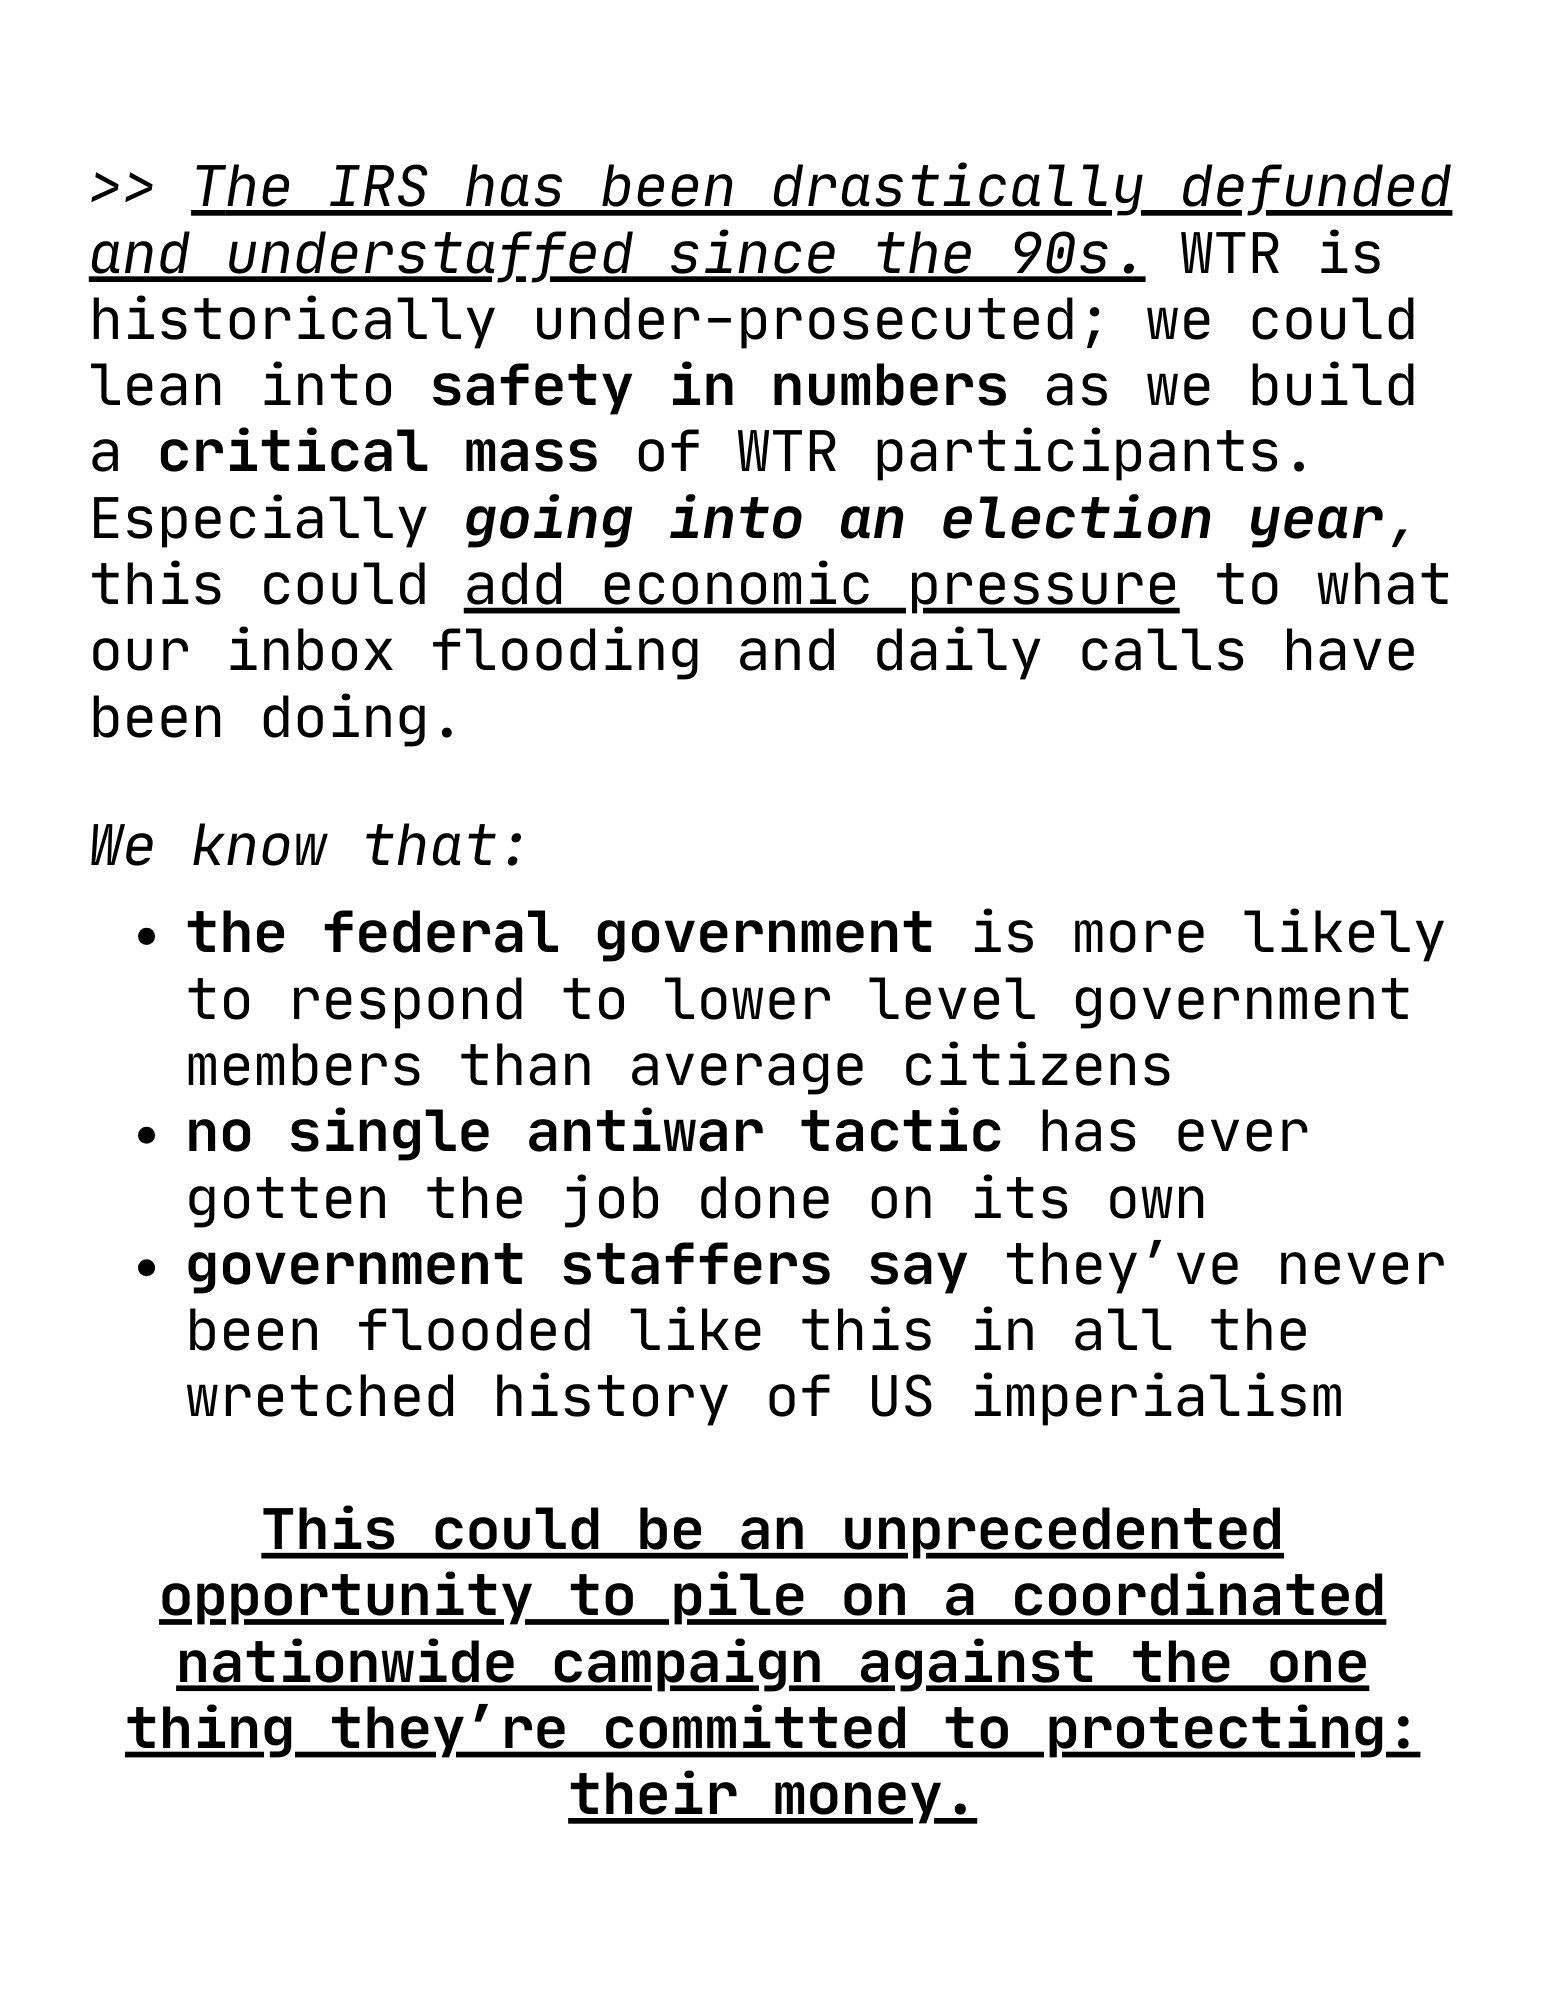 >> The IRS has been drastically defunded
and understaffed since the 90s. WTR is
historically under-prosecuted; we could
lean into safety in numbers as we build
a critical mass of WTR participants.
Especially going into an election year,
this could add economic pressure to what
our inbox flooding and daily calls have
been doing.
We know that:
• the federal government is more likely
to respond to lower level government
members than average citizens
• no single antiwar tactic has ever
gotten the job done on its own
• government staffers say they’ve never
been flooded like this in all the
wretched history of US imperialism
This could be an unprecedented
opportunity to pile on a coordinated
nationwide campaign against the one
thing they’re committed to protecting:
their money.